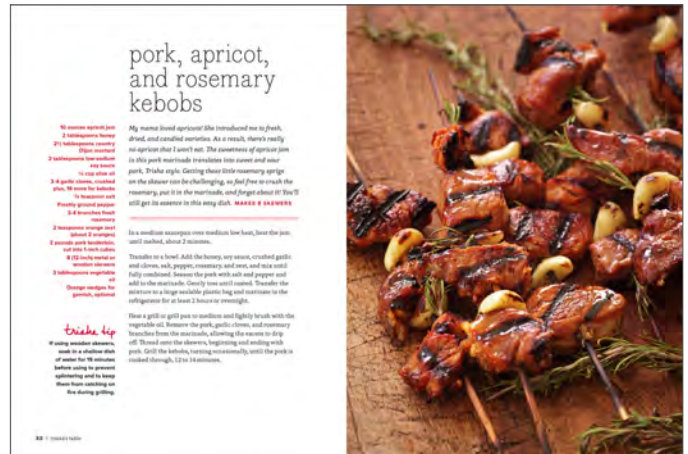 pork, apricot,
and rosemary
kebobs
10 ounces apricot jam
2 tablespoons honey
2½ tablespoons country
Dijon mustard
2 tablespoons low-sodium
soy sauce
cup olive oil
3-4 garlic cloves, crushed
plus, 16 more for kebobs
teaspoon salt
Freshly ground pepper
3-4 branches fresh
rosemary
2 teaspoons orange zest
(about 2 oranges)
2 pounds pork tenderloin,
cut into 1-inch cubes
8 (12-inch) metal or
wooden skewers
2 tablespoons vegetable
oil
Orange wedges for
garnish, optional
My mama loved apricots! She introduced me to fresh,
dried, and candied varieties. As a result, there's really
no apricot that I won't eat. The sweetness of apricot jam
in this pork marinade translates into sweet and sour
pork, Trisha style. Getting those little rosemary sprigs
on the skewer can be challenging, so feel free to crush the
rosemary, put it in the marinade, and forget about it! You'll
still get its essence in this easy dish. MAKES 8 SKEWERS
In a medium saucepan over medium low heat, heat the jam
until melted, about 2 minutes.
Transfer to a bowl. Add the honey, soy sauce, crushed garlic
and cloves, salt, pepper, rosemary, and zest, and mix until
fully combined. Season the pork with salt and pepper and
add to the marinade. Gently toss until coated. Transfer the
mixture to a large sealable plastic bag and marinate in the
refrigerator for at least 2 hours or overnight.
Heat a grill or grill pan to medium and lightly brush with the
vegetable oil. Remove the pork, garlic cloves, and rosemary
branches from the marinade, allowing the excess to drip
off. Thread onto the skewers, beginning and ending with
pork. Grill the kebobs, turning occasionally, until the pork is
cooked through, 12 to 14 minutes.
trisha tip
If using wooden skewers,
soak in a shallow dish
of water for 15 minutes
before using to prevent
splintering and to keep
them from catching on
fire during grilling.
trisha's table